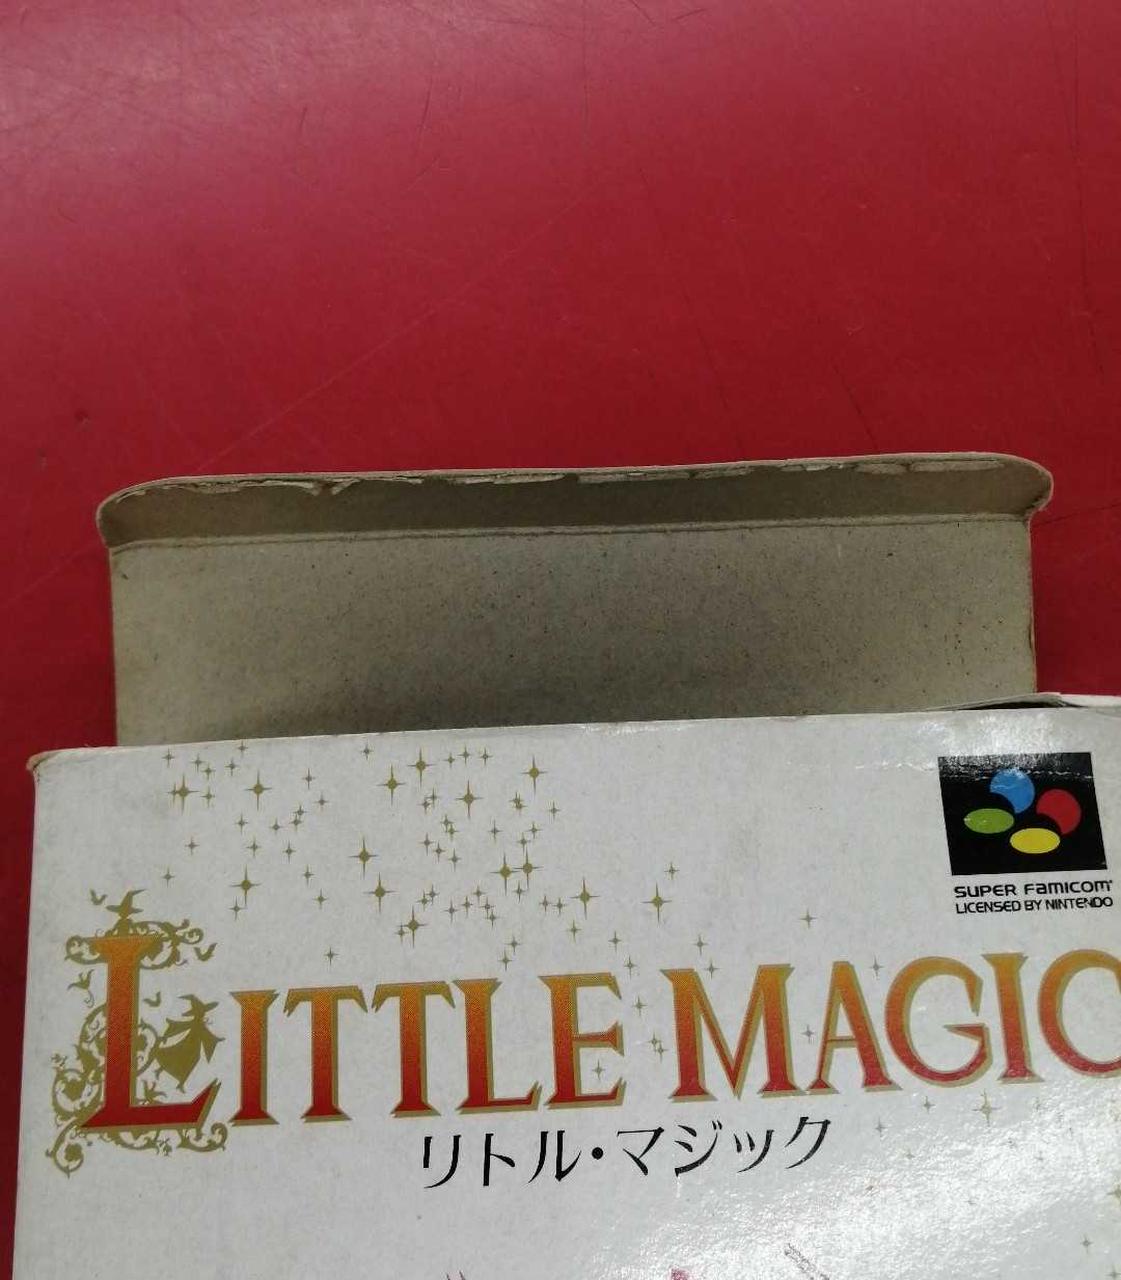 SUPER FAMICOM
LICENSED BY NINTENDO
LITTLE MAGIC
リトル・マジック